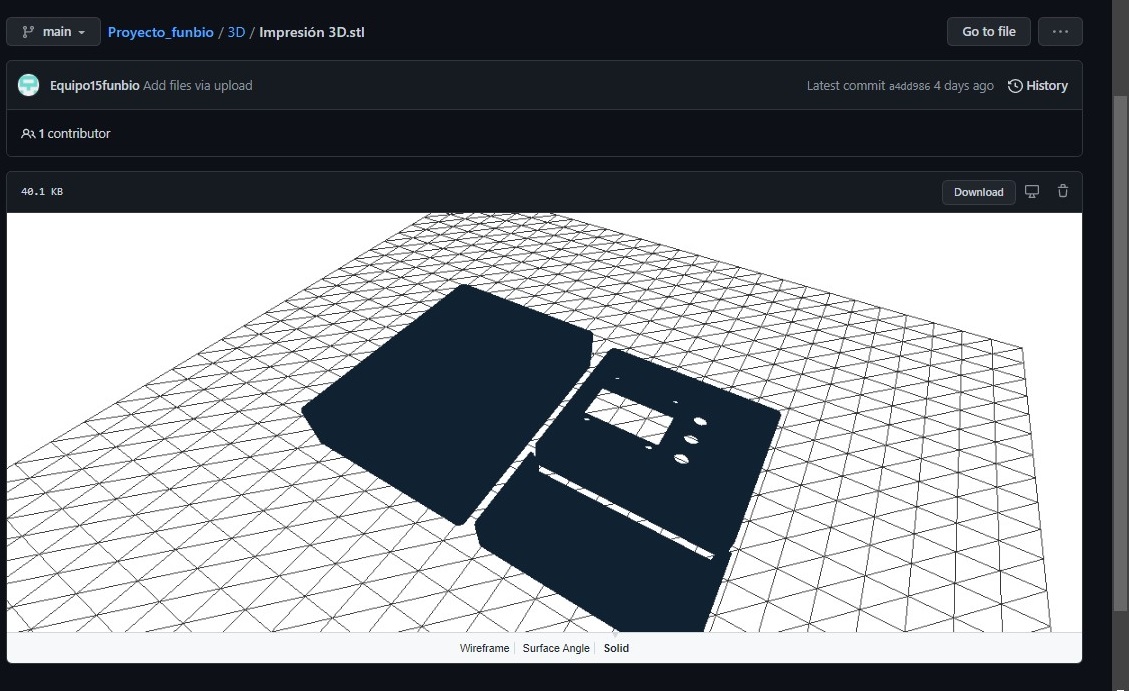 main
Proyecto_funbio / 3D / Impresión 3D.stl
Go to file
...
Equipo15funbio Add files via upload
Latest commit a4dd986 4 days ago
History
1 contributor
40.1 KB
Download
Wireframe
Surface Angle
Solid